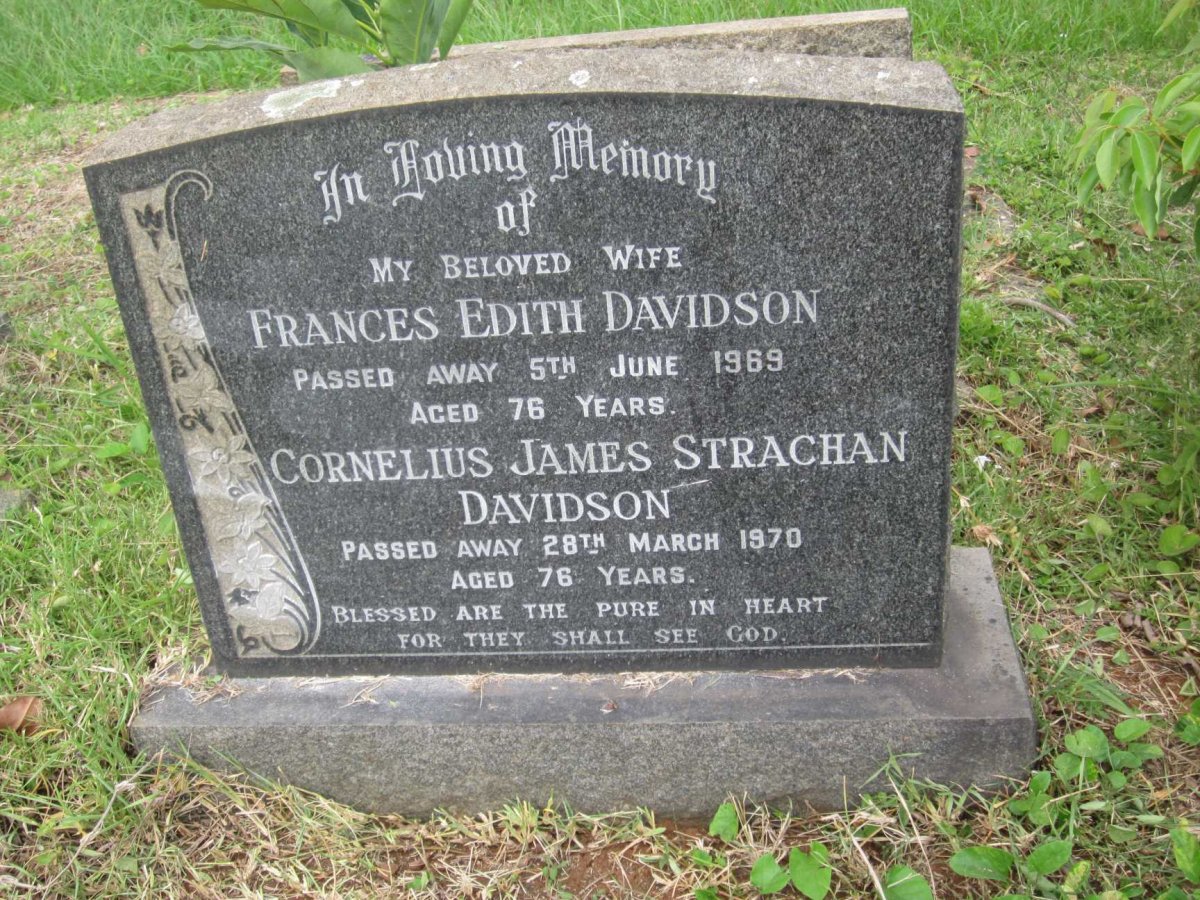 In Loving Memory
of
My Beloved Wife
Frances Edith Davidson
Passed away 5th June 1969
Aged 76 Years.
Cornelius James Strachan
Davidson
Passed away 28th March 1970
Aged 76 Years.
Blessed are the pure in heart
for they shall see God.